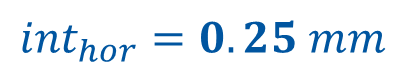 int_hor = 0.25 mm